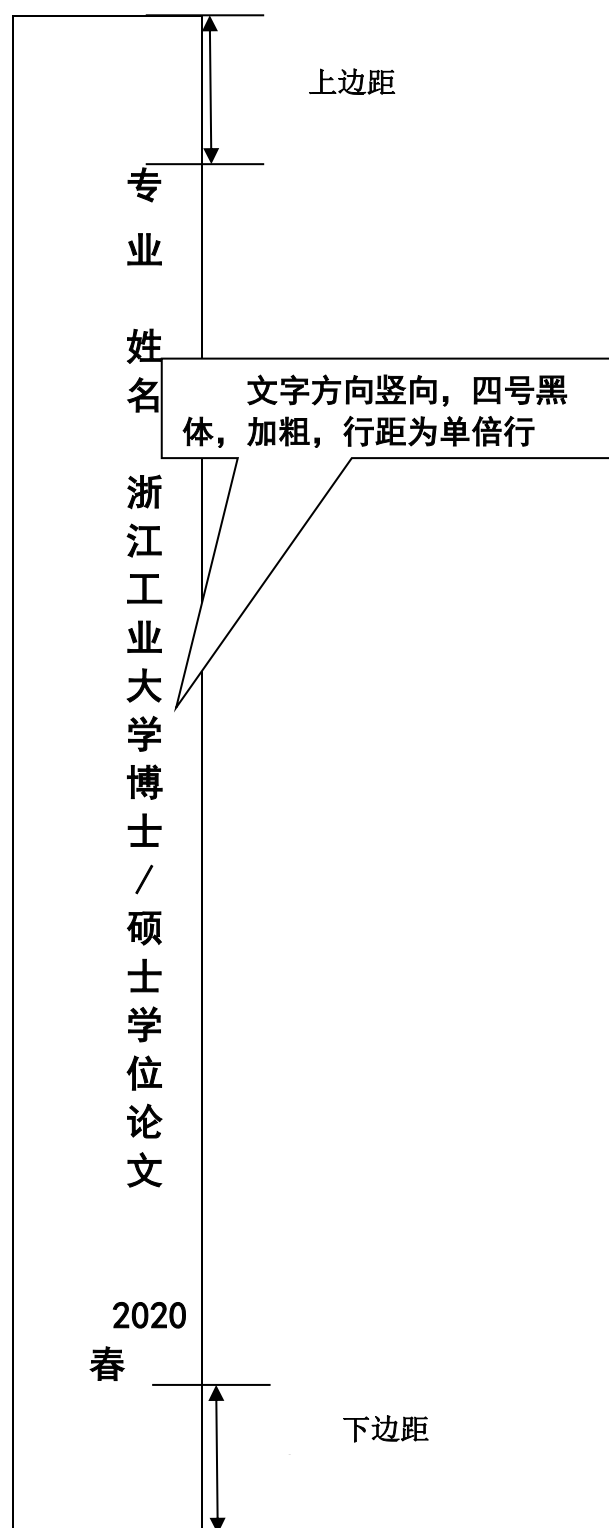 上边距
专业 姓名 浙江工业大学博士/硕士学位论文
文字方向竖向，四号黑
体，加粗，行距为单倍行
2020
春
下边距